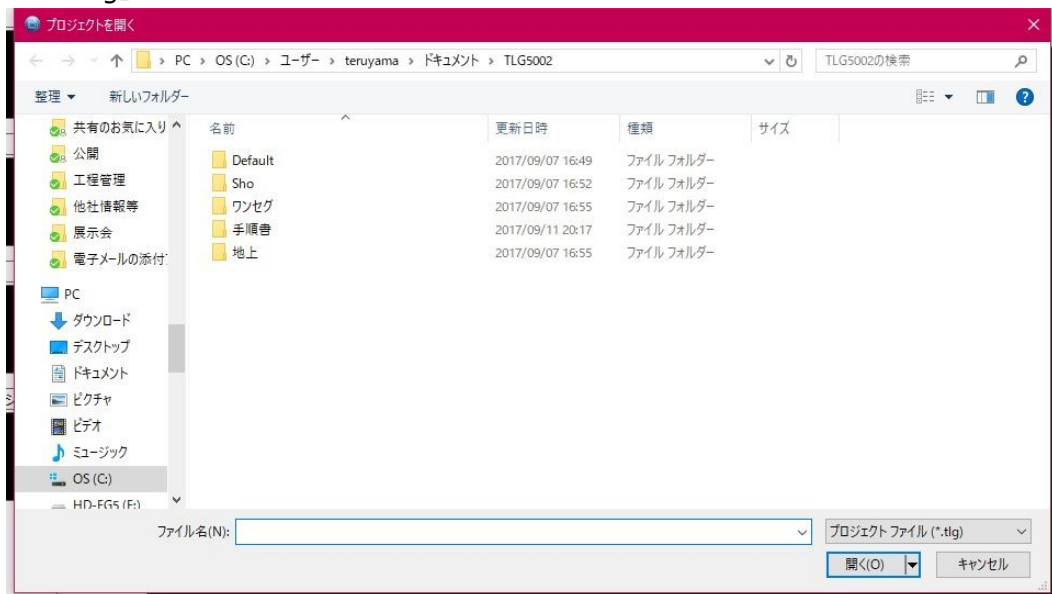 プロジェクトを開く
PC > OS (C:) > ユーザー > teruyama > ドキュメント > TLG5002
TLG5002の検索
整理 新しいフォルダー
共有のお気に入り
公開
工程管理
他社情報等
展示会
電子メールの添付
PC
ダウンロード
デスクトップ
ドキュメント
ピクチャ
ビデオ
ミュージック
OS (C:)
HD-EG5 (F:)
名前 更新日時 種類 サイズ
Default 2017/09/07 16:49 ファイル フォルダー
Sho 2017/09/07 16:52 ファイル フォルダー
ワンセグ 2017/09/07 16:55 ファイル フォルダー
手順書 2017/09/11 20:17 ファイル フォルダー
地上 2017/09/07 16:55 ファイル フォルダー
ファイル名(N):
プロジェクト ファイル (*.tlg)
開く(O) キャンセル